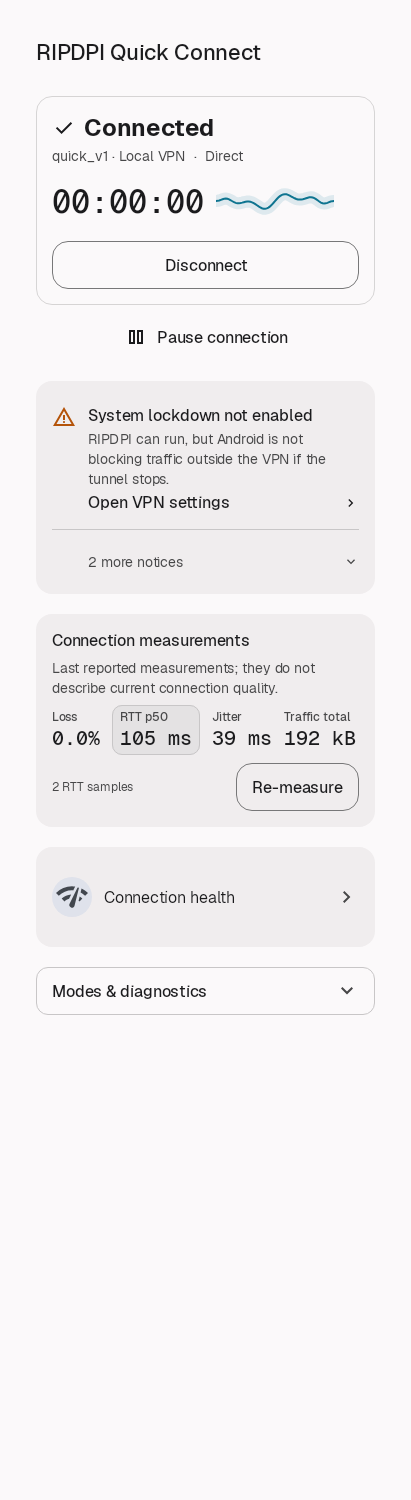 RIPDPI Quick Connect
Connected
quick_v1 · Local VPN · Direct
00:00:00
Disconnect
Pause connection
System lockdown not enabled
RIPDPI can run, but Android is not
blocking traffic outside the VPN if the
tunnel stops.
Open VPN settings
2 more notices
Connection measurements
Last reported measurements; they do not
describe current connection quality.
Loss RTT p50 Jitter Traffic total
0.0% 105 ms 39 ms 192 kB
2 RTT samples Re-measure
Connection health
Modes & diagnostics